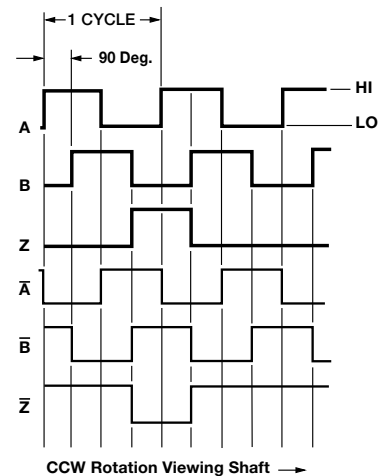 1 CYCLE
90 Deg.
HI
A
LO
B
Z
A̅
B̅
Z̅
CCW Rotation Viewing Shaft